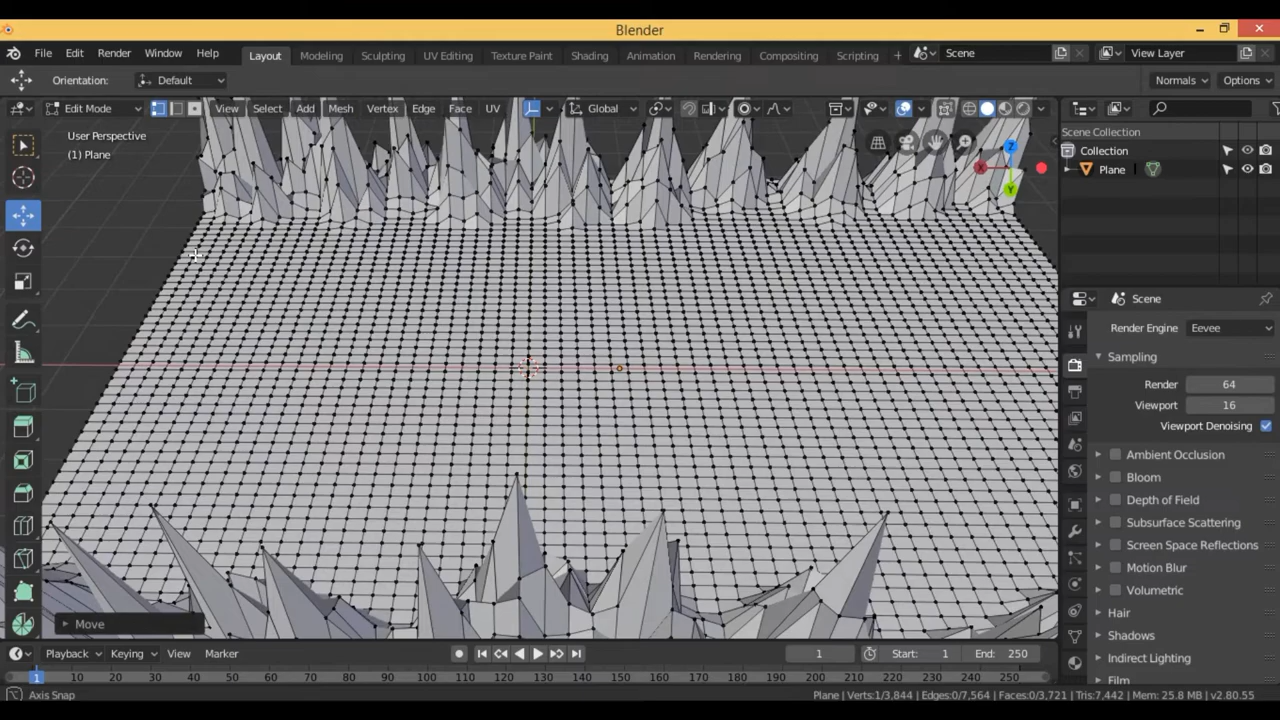 Blender
File Edit Render Window Help Layout Modeling Sculpting UV Editing Texture Paint Shading Animation Rendering Compositing Scripting + Scene View Layer
Orientation: Default Normals Options
Edit Mode View Select Add Mesh Vertex Edge Face UV Global
User Perspective
(1) Plane
Z
X
Y
Scene Collection
Collection
Plane
Scene
Render Engine Eevee
Sampling
Render 64
Viewport 16
Viewport Denoising
Ambient Occlusion
Bloom
Depth of Field
Subsurface Scattering
Screen Space Reflections
Motion Blur
Volumetric
Hair
Shadows
Indirect Lighting
Film
Move
Playback Keying View Marker 1 Start: 1 End: 250
1 10 20 30 40 50 60 70 80 90 100 110 120 130 140 150 160 170 180 190 200 210 220 230 240 250
Axis Snap Plane | Verts:1/3,844 | Edges:0/7,564 | Faces:0/3,721 | Tris:7,442 | Mem: 25.8 MB | v2.80.55